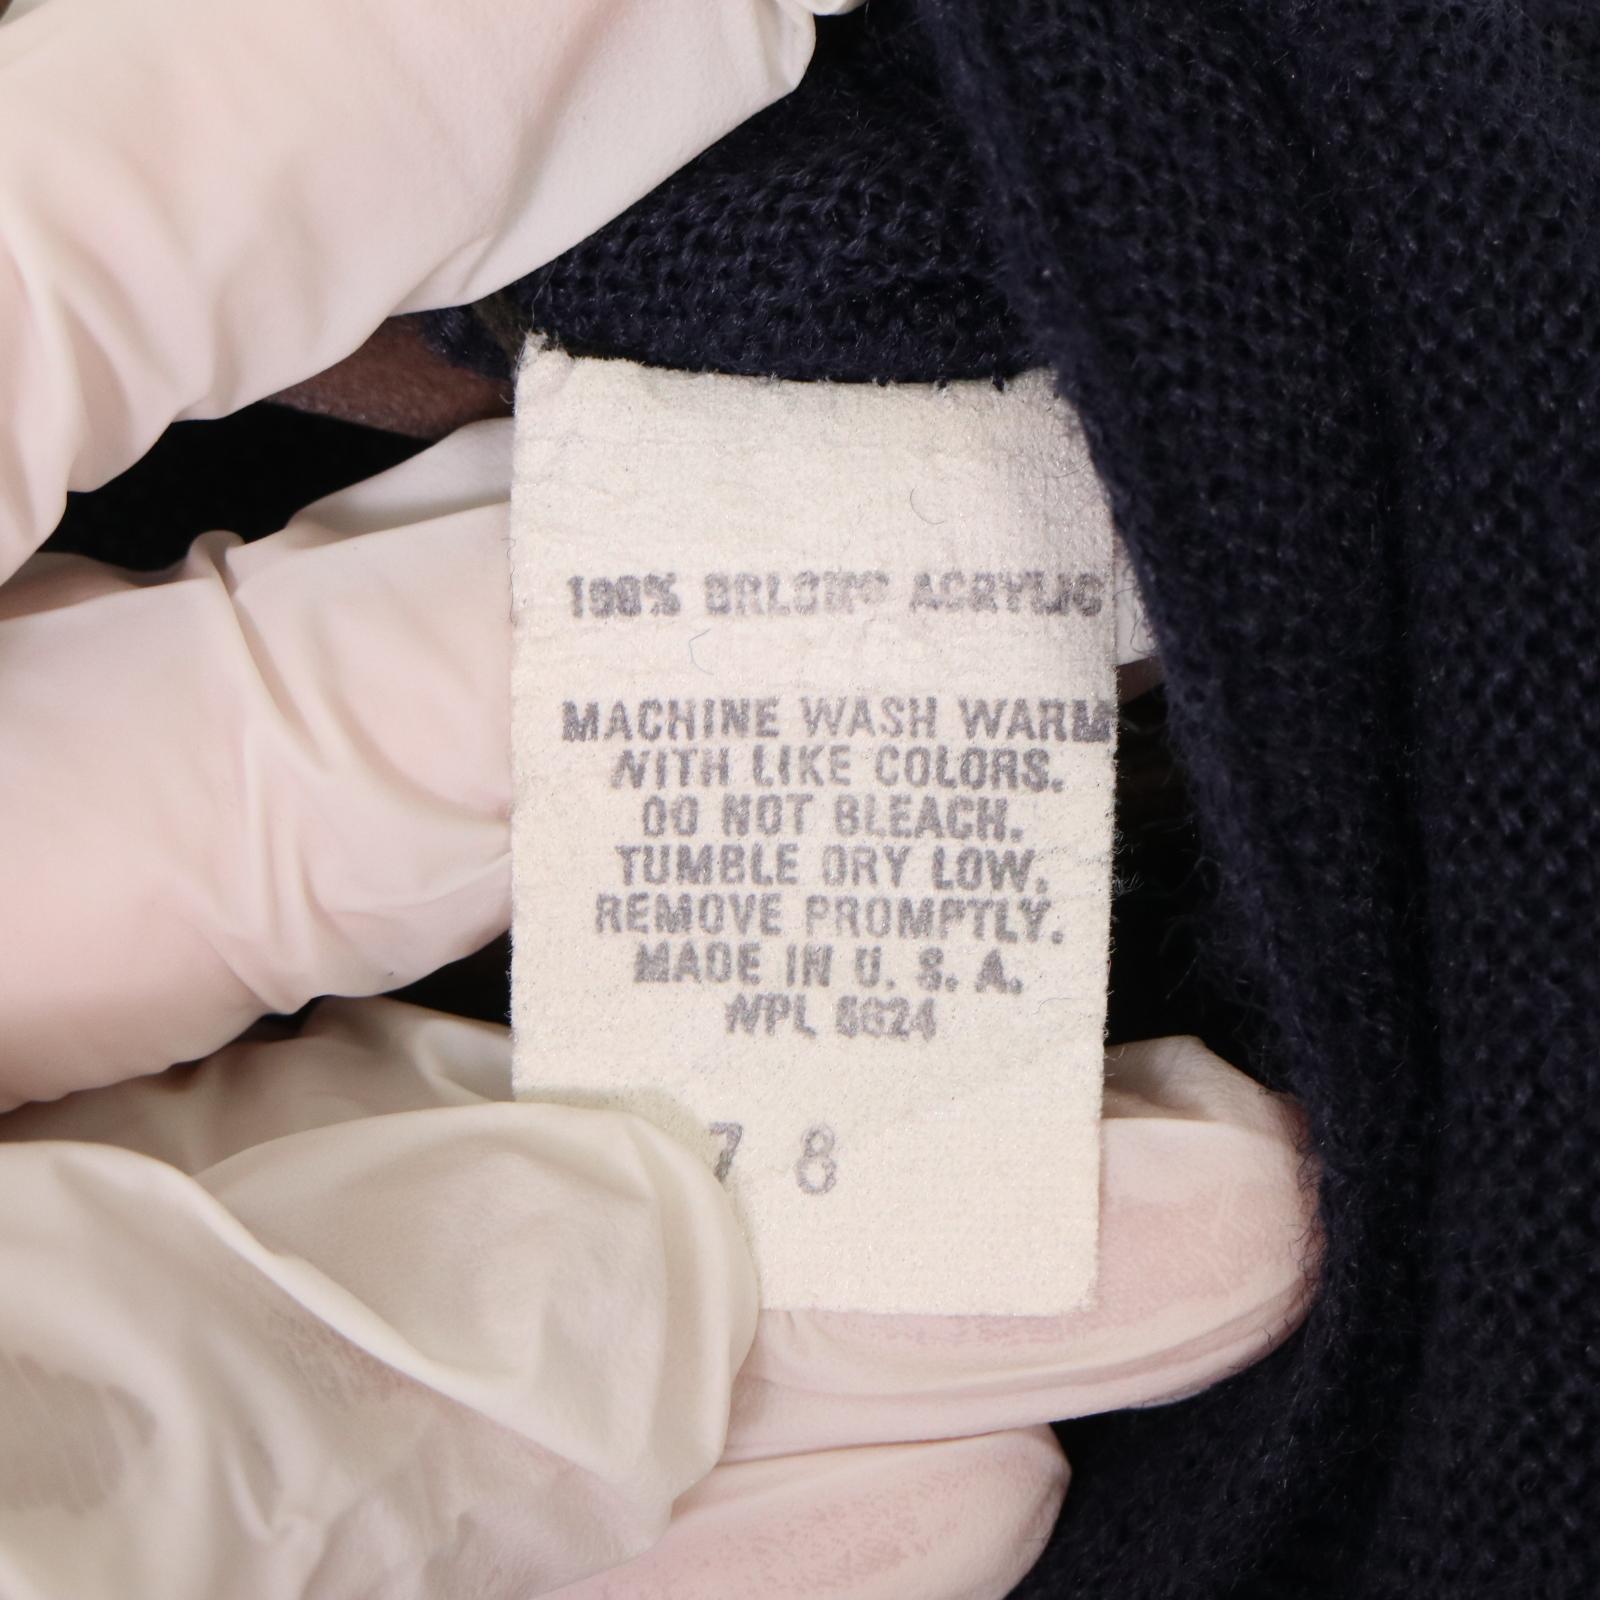 100% ORLON® ACRYLIC
MACHINE WASH WARM
WITH LIKE COLORS.
DO NOT BLEACH.
TUMBLE DRY LOW.
REMOVE PROMPTLY.
MADE IN U. S. A.
WPL
7 8